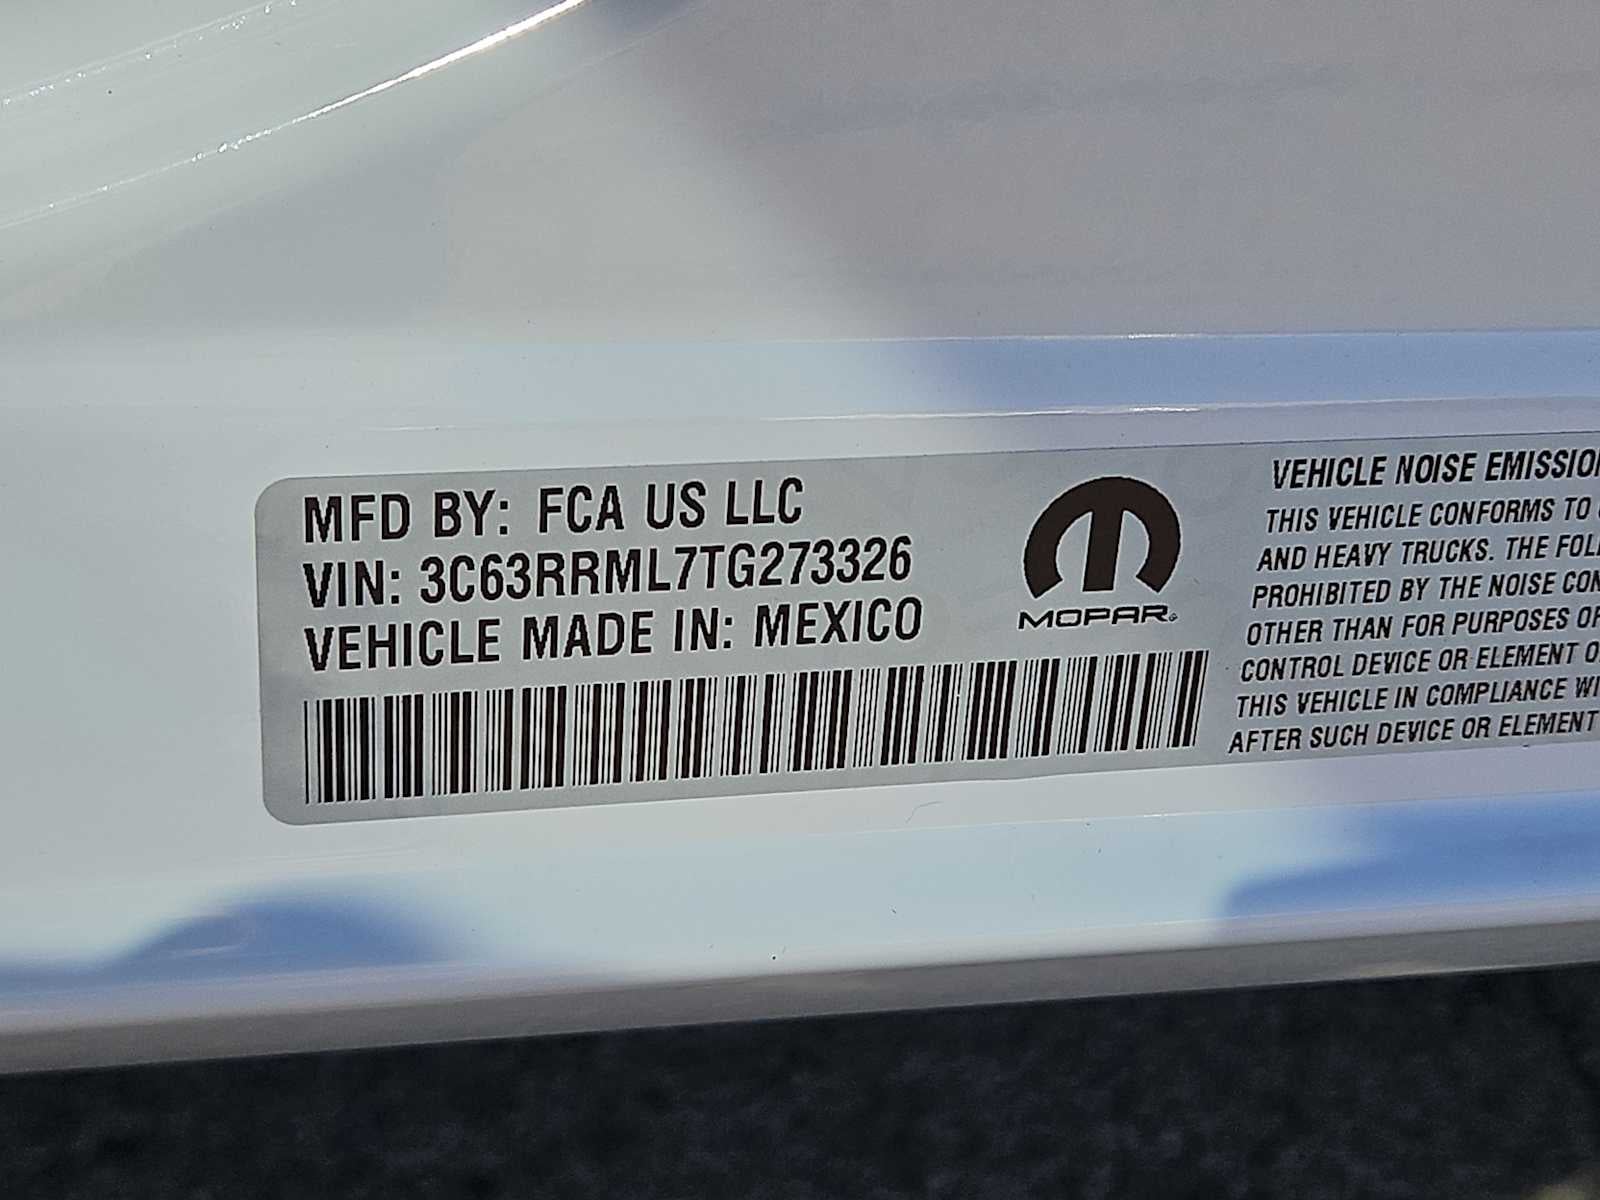 MFD BY: FCA US LLC
VIN: 3C63RRML7TG273326
VEHICLE MADE IN: MEXICO
MOPAR®
VEHICLE NOISE EMISSION
THIS VEHICLE CONFORMS TO
AND HEAVY TRUCKS. THE
PROHIBITED BY THE NOISE
OTHER THAN FOR PURPOSES
CONTROL DEVICE OR ELEMENT
THIS VEHICLE IN COMPLIANCE
AFTER SUCH DEVICE OR ELEMENT